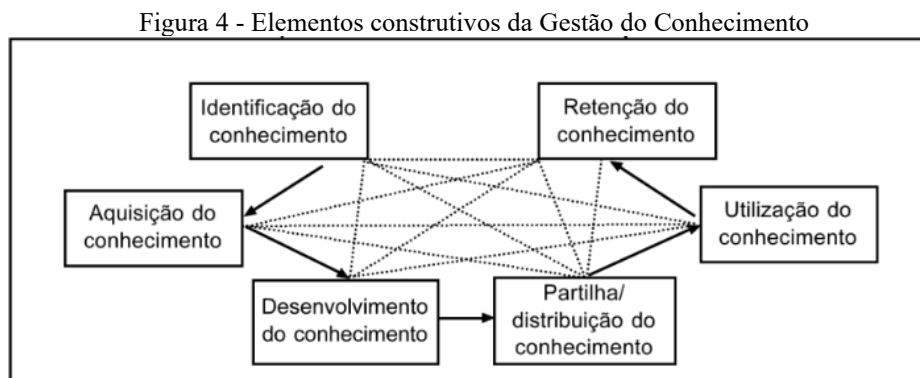 Figura 4 - Elementos construtivos da Gestão do Conhecimento
Identificação do
conhecimento
Retenção do
conhecimento
Aquisição do
conhecimento
Utilização do
conhecimento
Desenvolvimento
do conhecimento
Partilha/
distribuição do
conhecimento